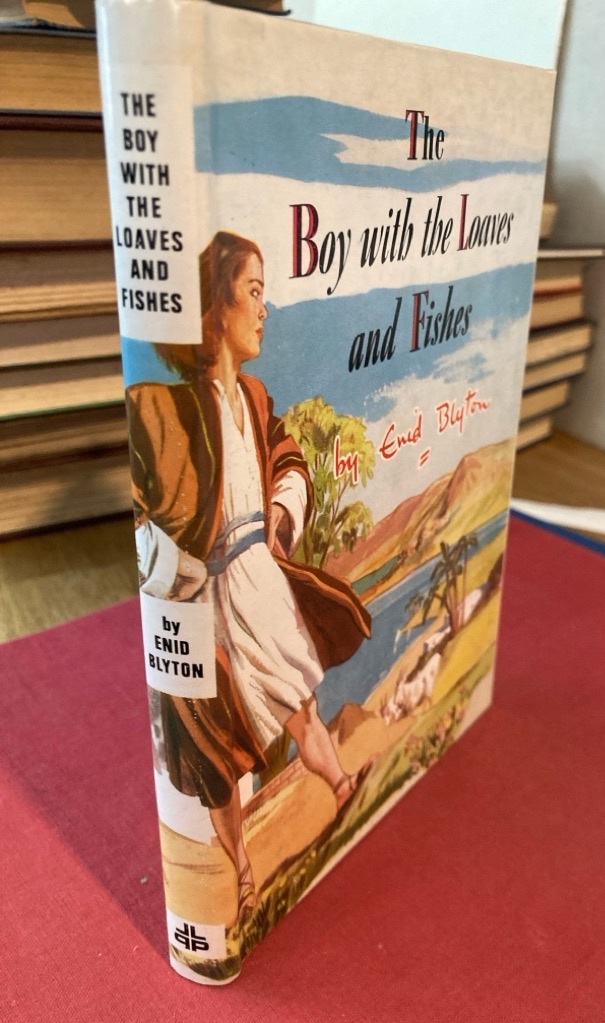 THE
BOY
WITH
THE
LOAVES
AND
FISHES
by
ENID
BLYTON
The
Boy with the Loaves
and Fishes
by Enid Blyton